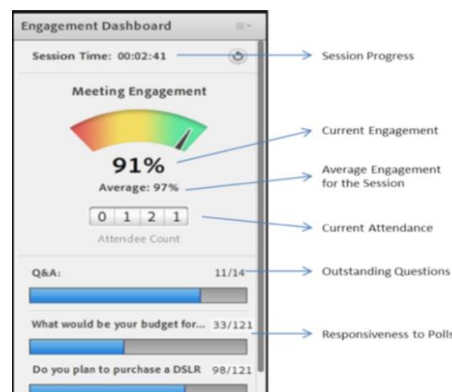 Engagement Dashboard
Session Time: 00:02:41
Session Progress
Meeting Engagement
91%
Current Engagement
Average: 97%
Average Engagement
for the Session
0 1 2 1
Current Attendance
Attendee Count
Q&A: 11/14
Outstanding Questions
What would be your budget for... 33/121
Responsiveness to Polls
Do you plan to purchase a DSLR 98/121